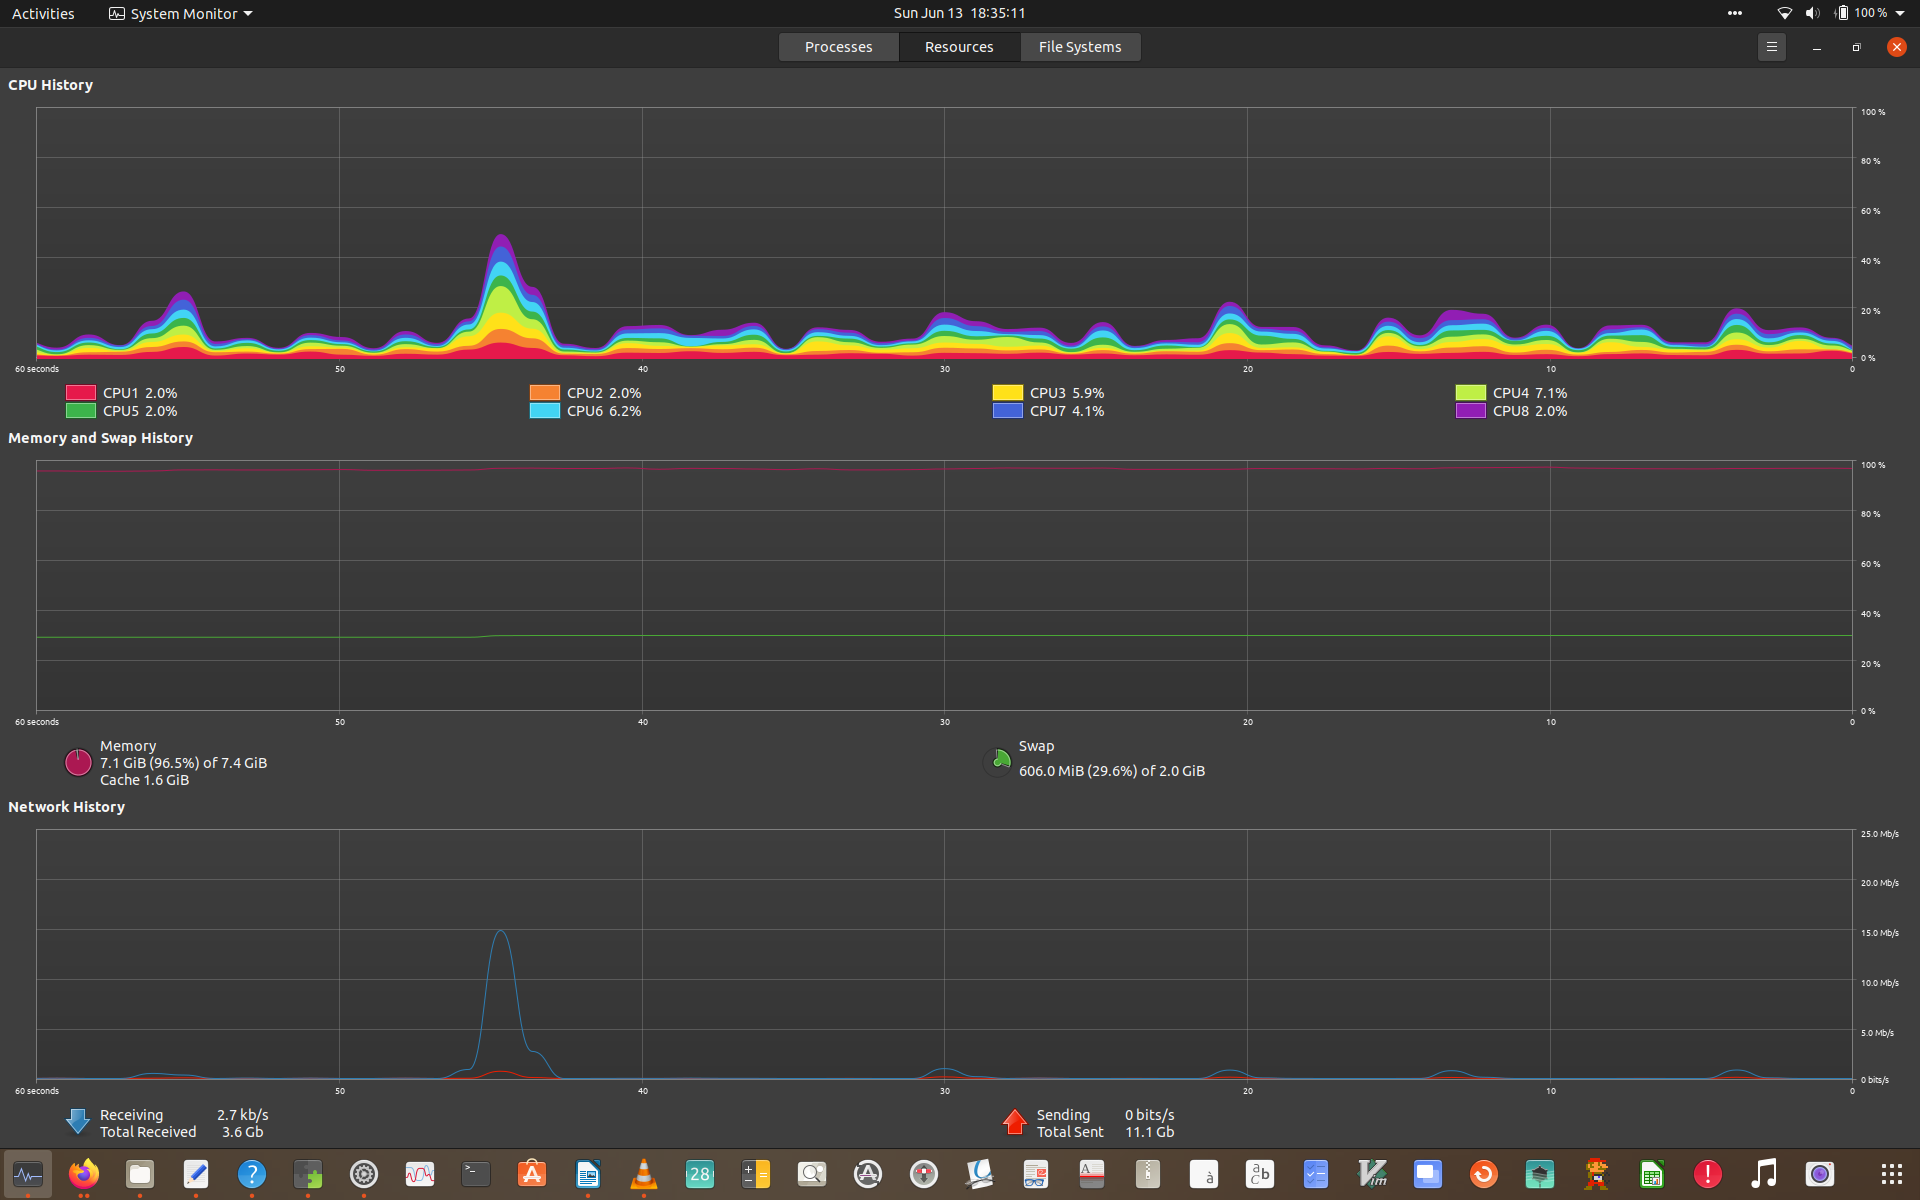 Activities System Monitor Sun Jun 13 18:35:11 100 %
Processes Resources File Systems
CPU History
100 %
80 %
60 %
40 %
20 %
0 %
60 seconds 50 40 30 20 10 0
CPU1 2.0% CPU2 2.0% CPU3 5.9% CPU4 7.1%
CPU5 2.0% CPU6 6.2% CPU7 4.1% CPU8 2.0%
Memory and Swap History
100 %
80 %
60 %
40 %
20 %
0 %
60 seconds 50 40 30 20 10 0
Memory
7.1 GiB (96.5%) of 7.4 GiB
Cache 1.6 GiB
Swap
606.0 MiB (29.6%) of 2.0 GiB
Network History
25.0 Mb/s
20.0 Mb/s
15.0 Mb/s
10.0 Mb/s
5.0 Mb/s
0 bits/s
60 seconds 50 40 30 20 10 0
Receiving 2.7 kb/s
Total Received 3.6 Gb
Sending 0 bits/s
Total Sent 11.1 Gb
? >_ A 28 A A à a b c Vim !